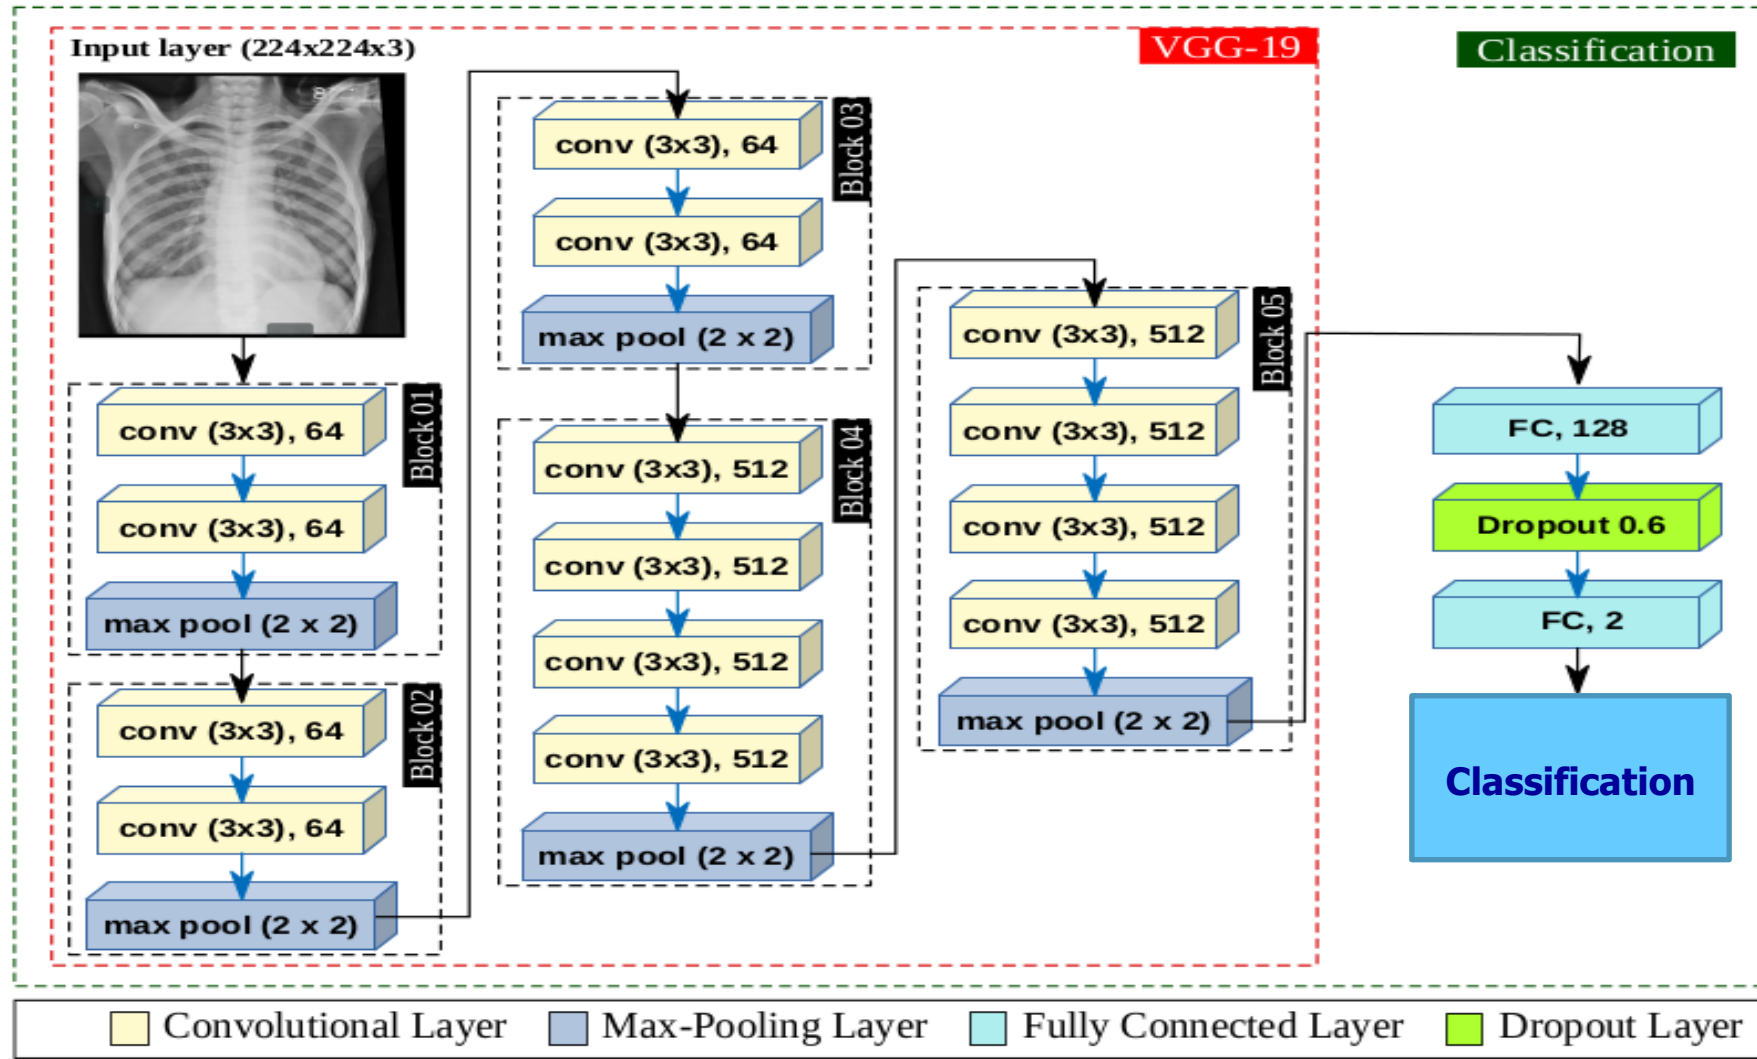 Input layer (224x224x3)
VGG-19
Classification
Block 01
conv (3x3), 64
conv (3x3), 64
max pool (2 x 2)
Block 02
conv (3x3), 64
conv (3x3), 64
max pool (2 x 2)
Block 03
conv (3x3), 64
conv (3x3), 64
max pool (2 x 2)
Block 04
conv (3x3), 512
conv (3x3), 512
conv (3x3), 512
conv (3x3), 512
max pool (2 x 2)
Block 05
conv (3x3), 512
conv (3x3), 512
conv (3x3), 512
conv (3x3), 512
max pool (2 x 2)
FC, 128
Dropout 0.6
FC, 2
Classification
Convolutional Layer
Max-Pooling Layer
Fully Connected Layer
Dropout Layer